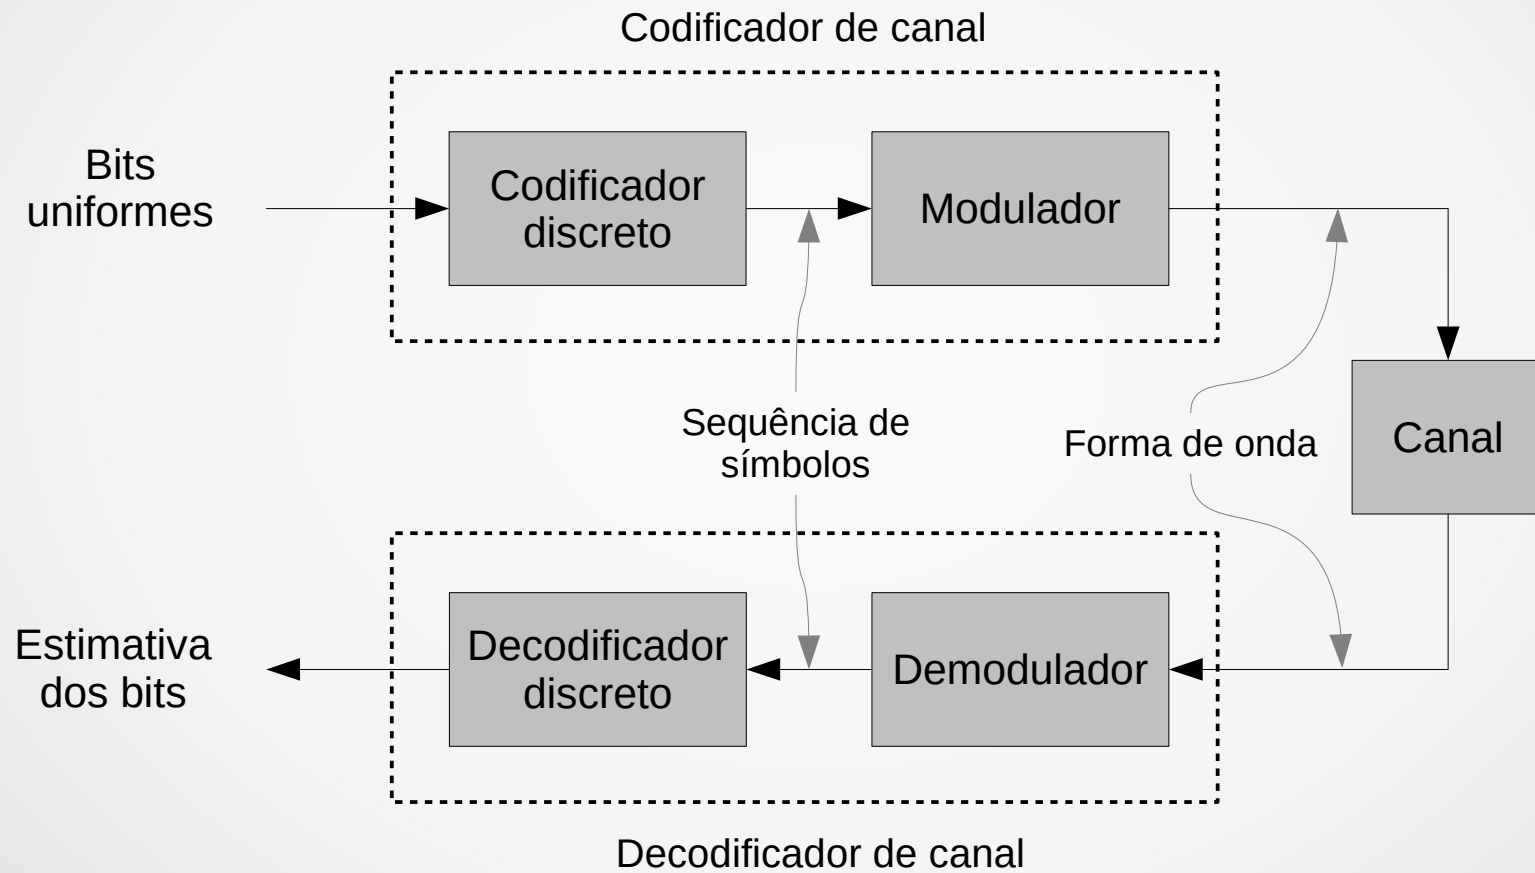 Codificador de canal
Bits
uniformes
Codificador
discreto
Modulador
Sequência de
símbolos
Forma de onda
Canal
Estimativa
dos bits
Decodificador
discreto
Demodulador
Decodificador de canal